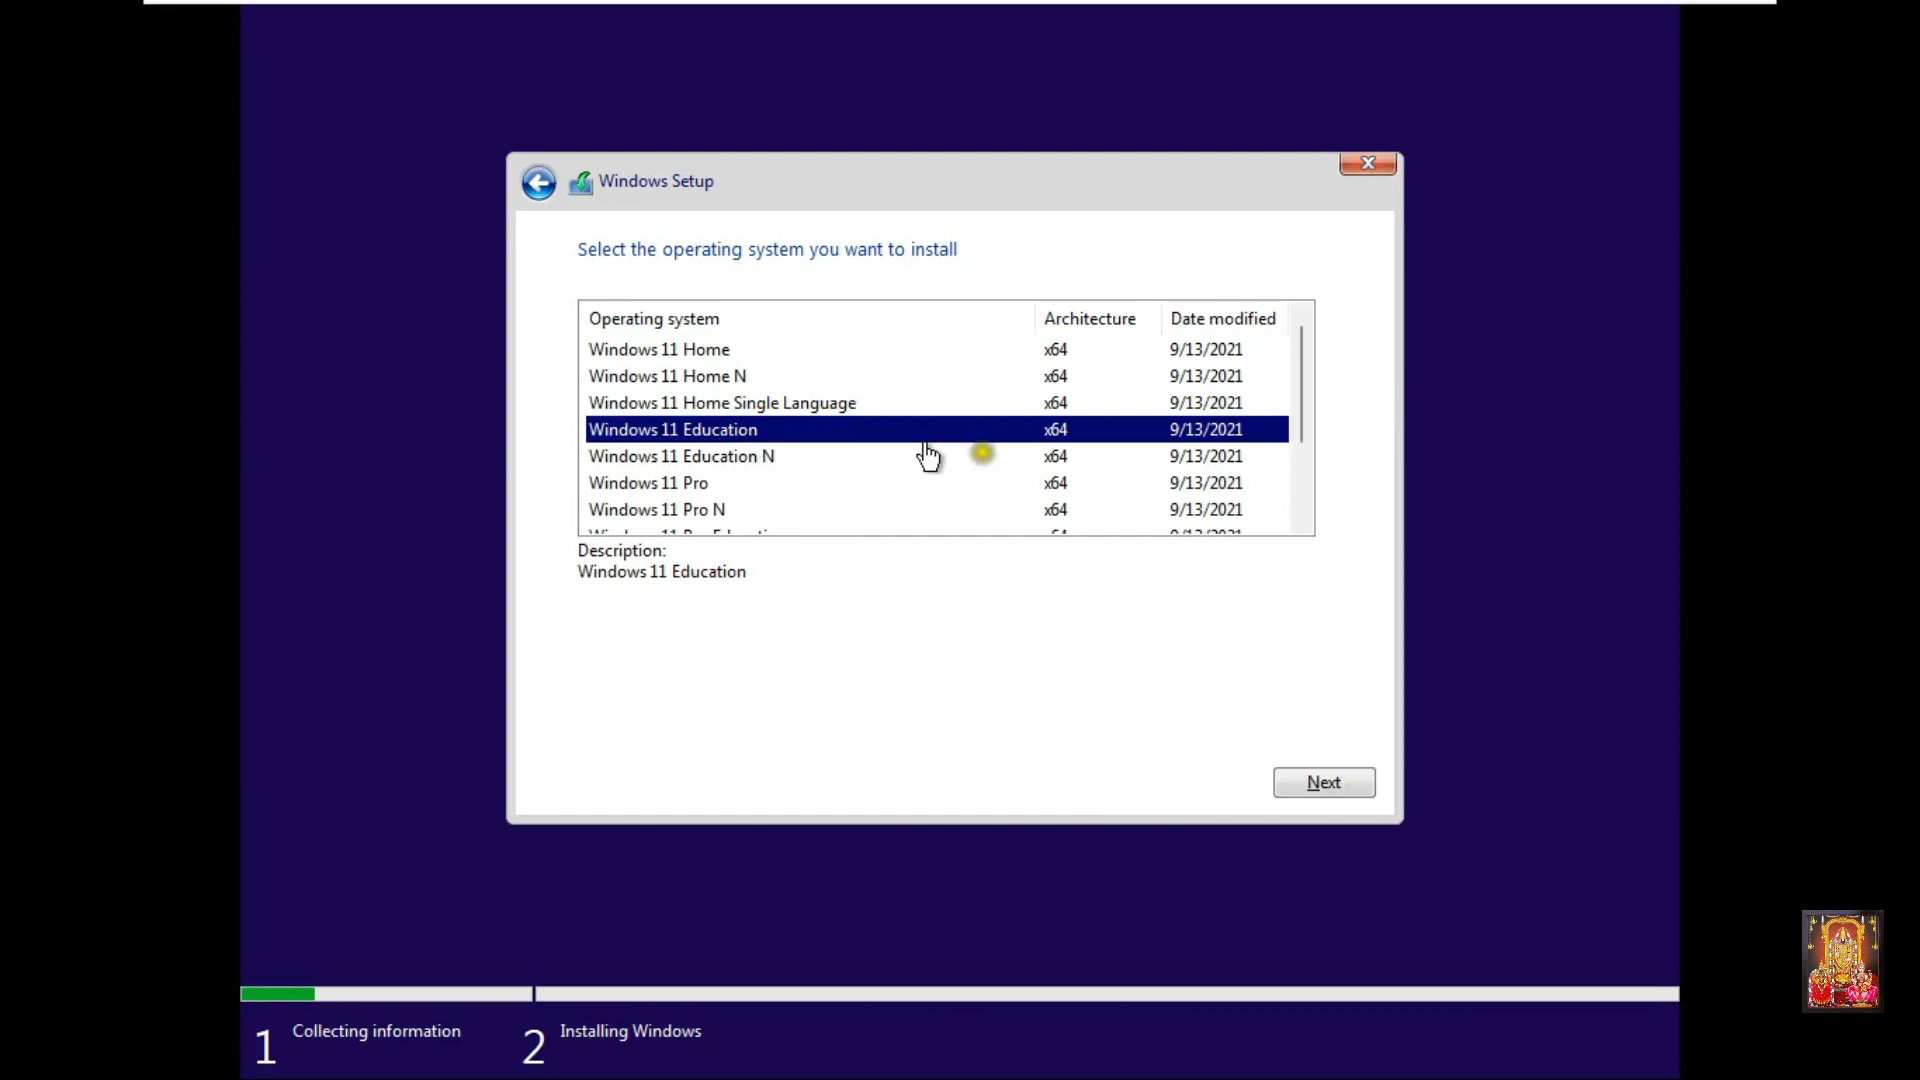 Windows Setup
Select the operating system you want to install
Operating system Architecture Date modified
Windows 11 Home x64 9/13/2021
Windows 11 Home N x64 9/13/2021
Windows 11 Home Single Language x64 9/13/2021
Windows 11 Education x64 9/13/2021
Windows 11 Education N x64 9/13/2021
Windows 11 Pro x64 9/13/2021
Windows 11 Pro N x64 9/13/2021
Description:
Windows 11 Education
Next
1 Collecting information 2 Installing Windows